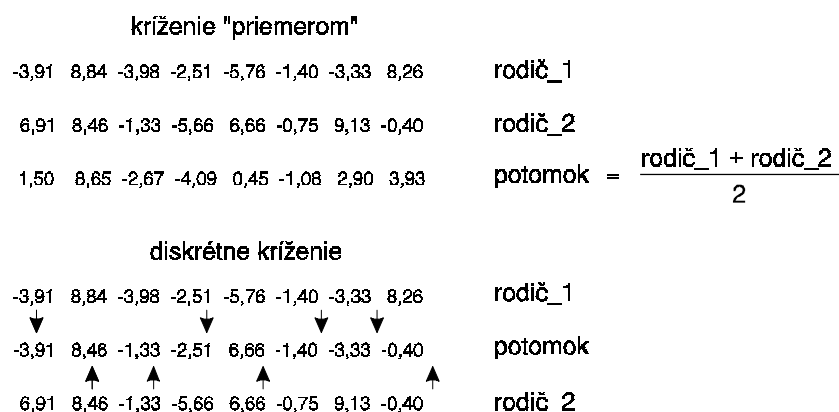 kríženie "priemerom"
-3,91 8,84 -3,98 -2,51 -5,76 -1,40 -3,33 8,26 rodič_1
6,91 8,46 -1,33 -5,66 6,66 -0,75 9,13 -0,40 rodič_2
1,50 8,65 -2,67 -4,09 0,45 -1,08 2,90 3,93 potomok = rodič_1 + rodič_2
2
diskrétne kríženie
-3,91 8,84 -3,98 -2,51 -5,76 -1,40 -3,33 8,26 rodič_1
-3,91 8,46 -1,33 -2,51 6,66 -1,40 -3,33 -0,40 potomok
6,91 8,46 -1,33 -5,66 6,66 -0,75 9,13 -0,40 rodič_2